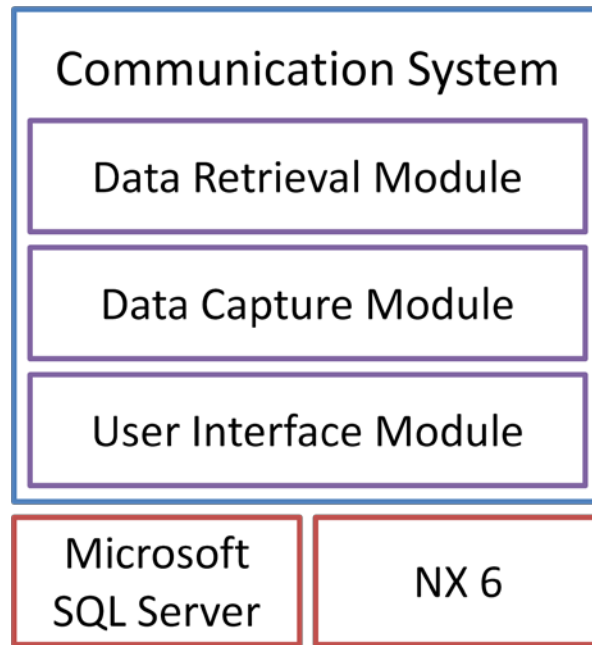 Communication System
Data Retrieval Module
Data Capture Module
User Interface Module
Microsoft
SQL Server
NX 6